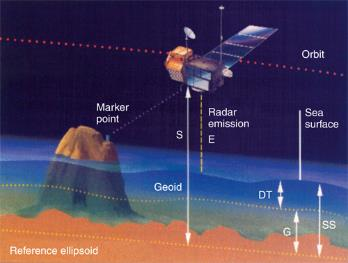 Orbit
Marker
point
Radar
emission
Sea
surface
S
E
Geoid
DT
G
SS
Reference ellipsoid